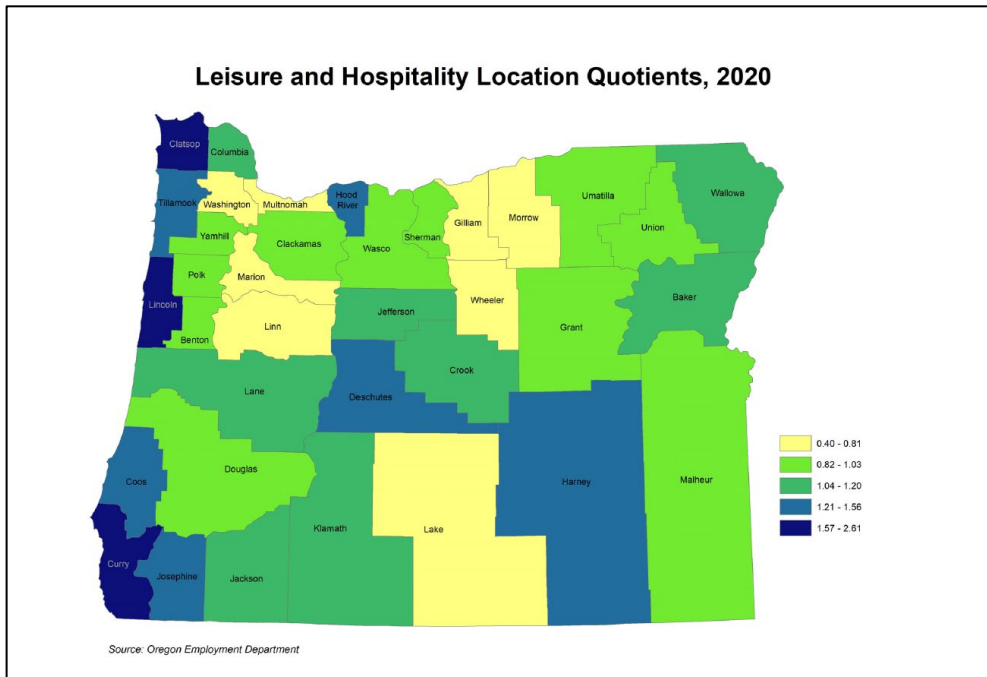 Leisure and Hospitality Location Quotients, 2020
Clatsop
Columbia
Tillamook
Washington
Multnomah
Hood
River
Yamhill
Clackamas
Wasco
Sherman
Gilliam
Morrow
Umatilla
Union
Wallowa
Polk
Marion
Lincoln
Benton
Linn
Jefferson
Wheeler
Grant
Baker
Lane
Deschutes
Crook
Coos
Douglas
Klamath
Lake
Harney
Malheur
Curry
Josephine
Jackson
0.40 - 0.81
0.82 - 1.03
1.04 - 1.20
1.21 - 1.56
1.57 - 2.61
Source: Oregon Employment Department